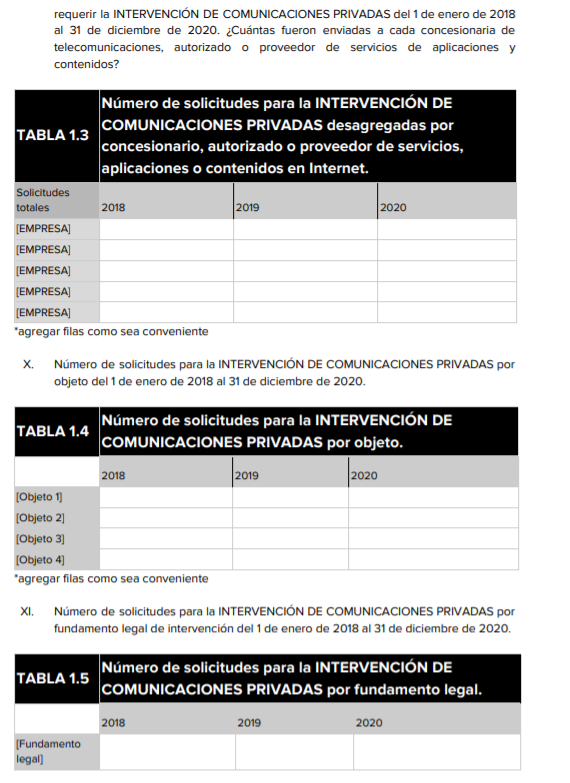 requerir la INTERVENCIÓN DE COMUNICACIONES PRIVADAS del 1 de enero de 2018
al 31 de diciembre de 2020. ¿Cuántas fueron enviadas a cada concesionaria de
telecomunicaciones, autorizado o proveedor de servicios de aplicaciones y
contenidos?
TABLA 1.3
Número de solicitudes para la INTERVENCIÓN DE
COMUNICACIONES PRIVADAS desagregadas por
concesionario, autorizado o proveedor de servicios,
aplicaciones o contenidos en Internet.
Solicitudes
totales
2018
2019
2020
[EMPRESA]
[EMPRESA]
[EMPRESA]
[EMPRESA]
[EMPRESA]
*agregar filas como sea conveniente
X. Número de solicitudes para la INTERVENCIÓN DE COMUNICACIONES PRIVADAS por
objeto del 1 de enero de 2018 al 31 de diciembre de 2020.
TABLA 1.4
Número de solicitudes para la INTERVENCIÓN DE
COMUNICACIONES PRIVADAS por objeto.
2018
2019
2020
[Objeto 1]
[Objeto 2]
[Objeto 3]
[Objeto 4]
*agregar filas como sea conveniente
XI. Número de solicitudes para la INTERVENCIÓN DE COMUNICACIONES PRIVADAS por
fundamento legal de intervención del 1 de enero de 2018 al 31 de diciembre de 2020.
TABLA 1.5
Número de solicitudes para la INTERVENCIÓN DE
COMUNICACIONES PRIVADAS por fundamento legal.
2018
2019
2020
[Fundamento
legal]